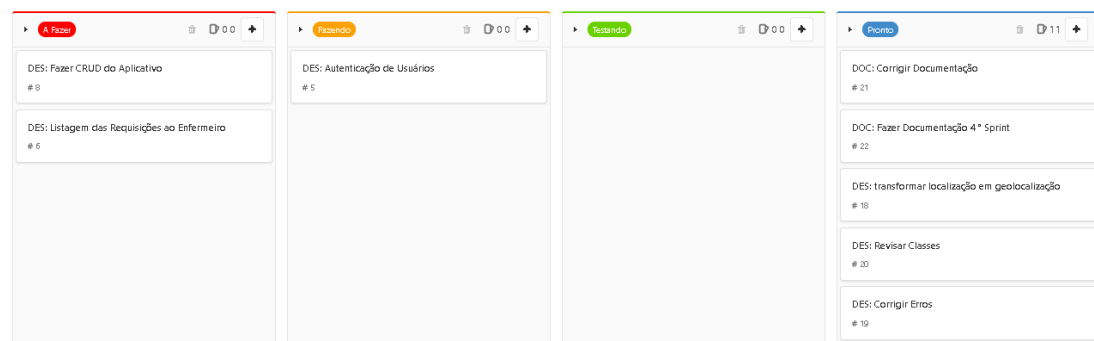 A Fazer 0 0
DES: Fazer CRUD do Aplicativo
# 8
DES: Listagem das Requisições ao Enfermeiro
# 6
Fazendo 0 0
DES: Autenticação de Usuários
# 5
Testando 0 0
Pronto 1 1
DOC: Corrigir Documentação
# 21
DOC: Fazer Documentação 4° Sprint
# 22
DES: transformar localização em geolocalização
# 18
DES: Revisar Classes
# 20
DES: Corrigir Erros
# 19